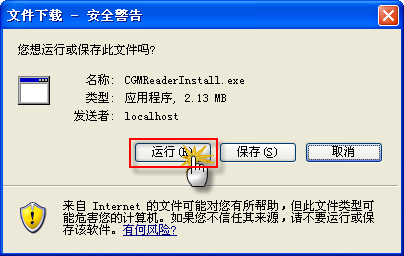 文件下载 - 安全警告
您想运行或保存此文件吗?
名称: CGMReaderInstall.exe
类型: 应用程序, 2.13 MB
发送者: localhost
运行(R) 保存(S) 取消
来自 Internet 的文件可能对您有所帮助,但此文件类型可
能危害您的计算机。如果您不信任其来源,请不要运行或保
存该软件。有何风险?